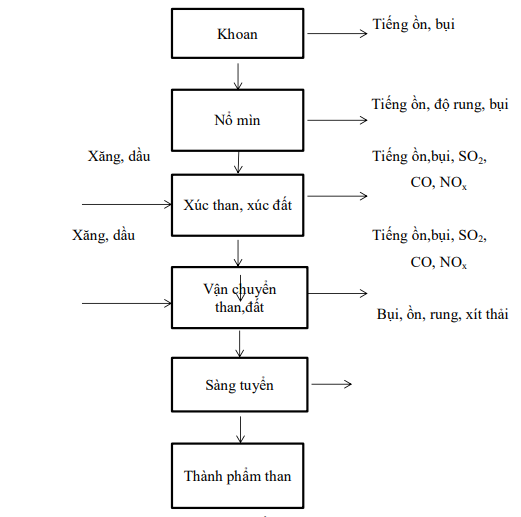 Khoan
Tiếng ồn, bụi
Nổ mìn
Tiếng ồn, độ rung, bụi
Xăng, dầu
Tiếng ồn,bụi, SO₂,
CO, NOₓ
Xúc than, xúc đất
Xăng, dầu
Tiếng ồn,bụi, SO₂,
CO, NOₓ
Vận chuyển
than,đất
Bụi, ồn, rung, xít thải
Sàng tuyển
Thành phẩm than